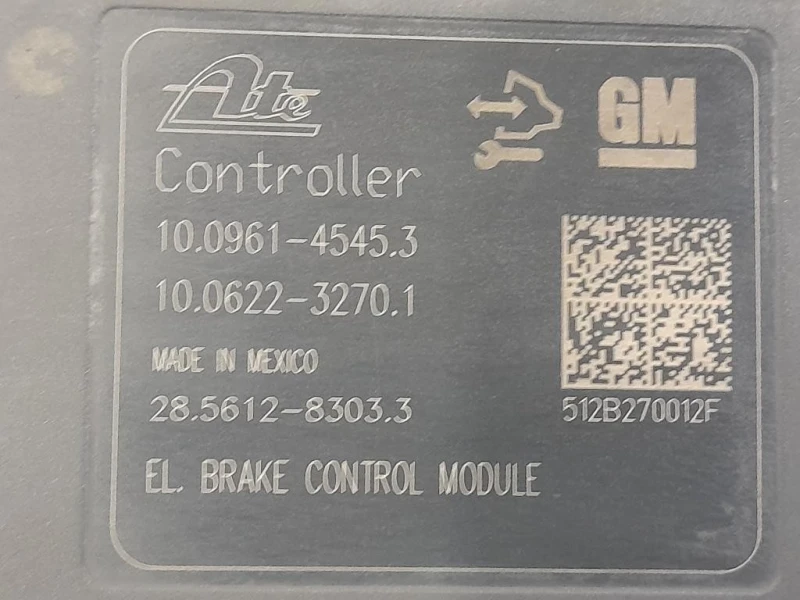 Ate
GM
Controller
10.0961-4545.3
10.0622-3270.1
MADE IN MEXICO
28.5612-8303.3
512B270012F
EL. BRAKE CONTROL MODULE